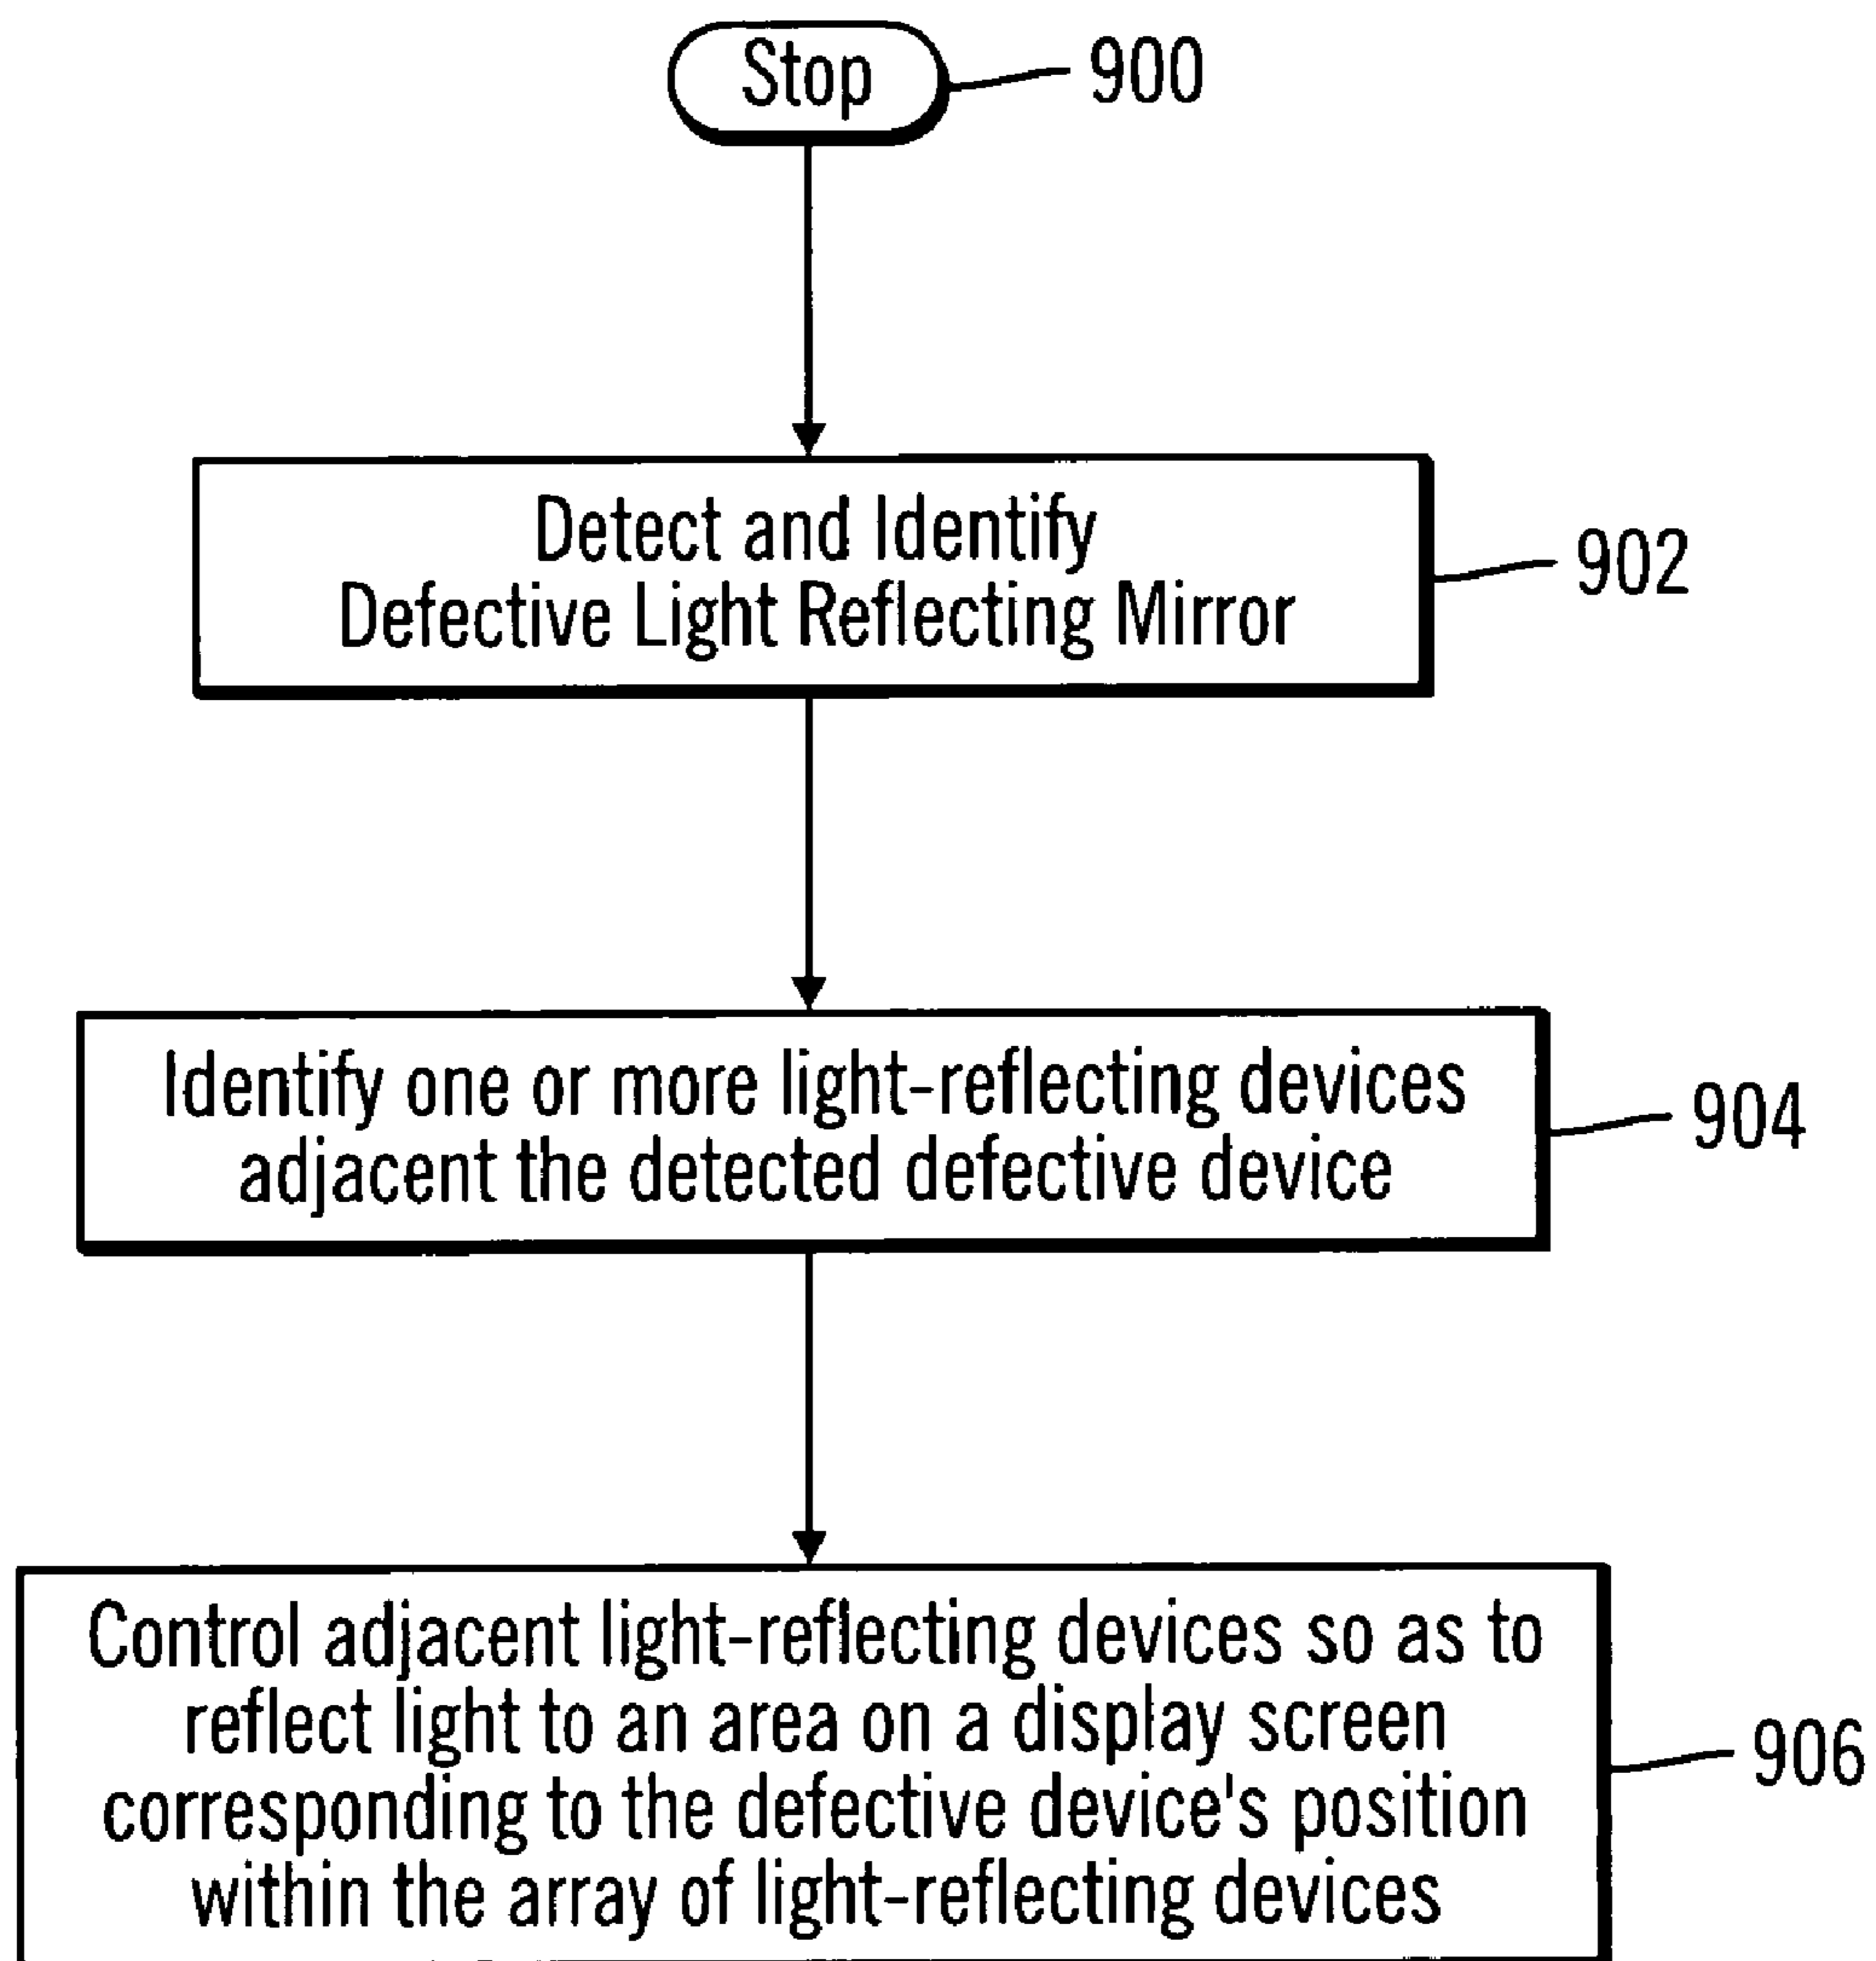 Stop
900
Detect and Identify
Defective Light Reflecting Mirror
902
Identify one or more light-reflecting devices
adjacent the detected defective device
904
Control adjacent light-reflecting devices so as to
reflect light to an area on a display screen
corresponding to the defective device's position
within the array of light-reflecting devices
906